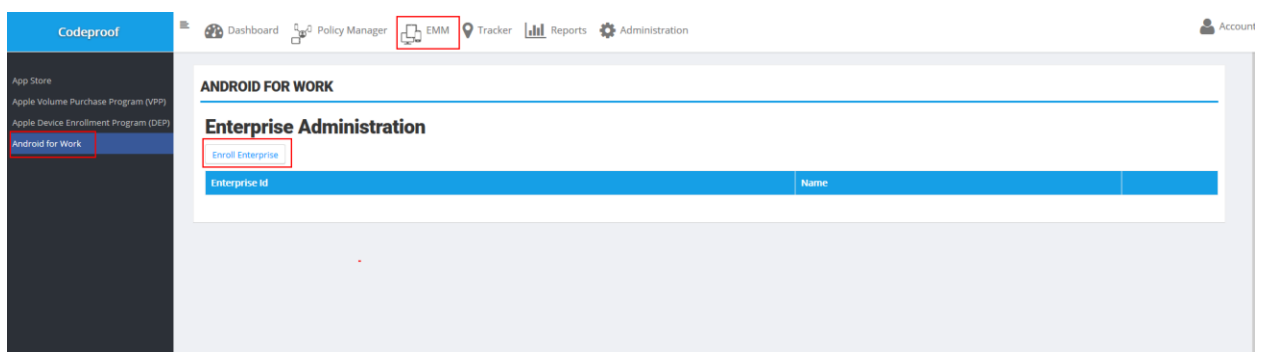 Codeproof
Dashboard Policy Manager EMM Tracker Reports Administration Account
App Store
Apple Volume Purchase Program (VPP)
Apple Device Enrollment Program (DEP)
Android for Work
ANDROID FOR WORK
Enterprise Administration
Enroll Enterprise
Enterprise Id Name